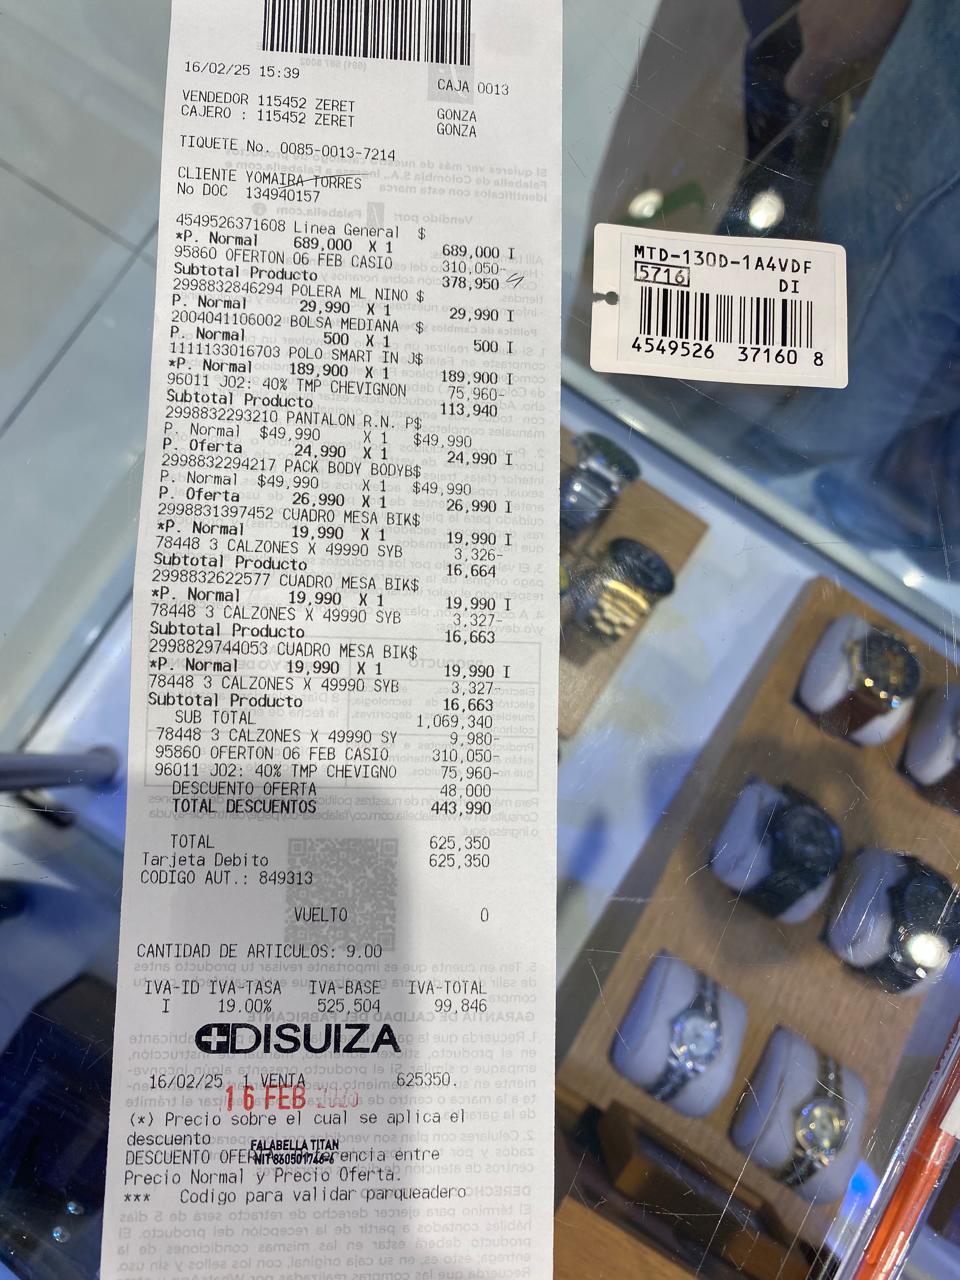 16/02/25 15:39
CAJA 0013
VENDEDOR 115452 ZERET GONZA
CAJERO : 115452 ZERET GONZA
TIQUETE No. 0085-0013-7214
CLIENTE YOMAIRA TORRES
No DOC 134940157
4549526371608 Linea General $
*P. Normal 689,000 X 1 689,000 I
95860 OFERTON 06 FEB CASIO 310,050-
Subtotal Producto 378,950
2998832846294 POLERA ML NINO $
P. Normal 29,990 X 1 29,990 I
2004041106002 BOLSA MEDIANA $
P. Normal 500 X 1 500 I
1111133016703 POLO SMART IN J$
*P. Normal 189,900 X 1 189,900 I
96011 J02: 40% TMP CHEVIGNON 75,960-
Subtotal Producto 113,940
2998832293210 PANTALON R.N. P$
P. Normal $49,990 X 1 $49,990
P. Oferta 24,990 X 1 24,990 I
2998832294217 PACK BODY BODYB$
P. Normal $49,990 X 1 $49,990
P. Oferta 26,990 X 1 26,990 I
2998831397452 CUADRO MESA BIK$
*P. Normal 19,990 X 1 19,990 I
78448 3 CALZONES X 49990 SYB 3,326-
Subtotal Producto 16,664
2998832622577 CUADRO MESA BIK$
*P. Normal 19,990 X 1 19,990 I
78448 3 CALZONES X 49990 SYB 3,327-
Subtotal Producto 16,663
2998829744053 CUADRO MESA BIK$
*P. Normal 19,990 X 1 19,990 I
78448 3 CALZONES X 49990 SYB 3,327-
Subtotal Producto 16,663
SUB TOTAL 1,069,340
78448 3 CALZONES X 49990 SY 9,980-
95860 OFERTON 06 FEB CASIO 310,050-
96011 J02: 40% TMP CHEVIGNO 75,960-
DESCUENTO OFERTA 48,000
TOTAL DESCUENTOS 443,990
TOTAL 625,350
Tarjeta Debito 625,350
CODIGO AUT.: 849313
VUELTO 0
CANTIDAD DE ARTICULOS: 9.00
IVA-ID IVA-TASA IVA-BASE IVA-TOTAL
I 19.00% 525,504 99,846
DISUIZA
16/02/25 1 VENTA 625350.
16 FEB
(*) Precio sobre el cual se aplica el
descuento
FALABELLA TITAN
NIT 860501746-6
DESCUENTO entre
Precio Normal y Precio Oferta.
*** Codigo para validar parqueadero
MTD-130D-1A4VDF
5716 DI
4549526 37160 8